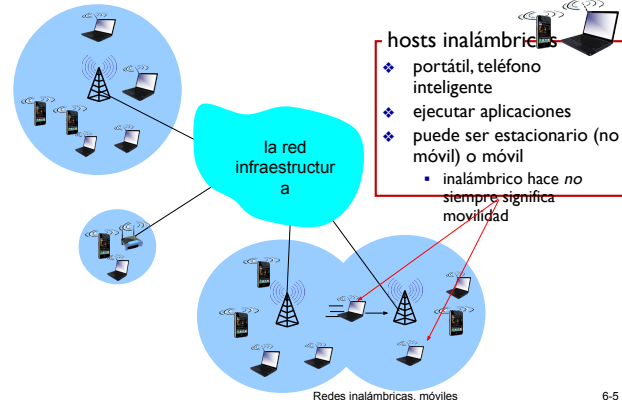 hosts inalámbricos
portátil, teléfono
inteligente
ejecutar aplicaciones
puede ser estacionario (no
móvil) o móvil
inalámbrico hace no
siempre significa
movilidad
la red
infraestructur
a
Redes inalámbricas, móviles
6-5